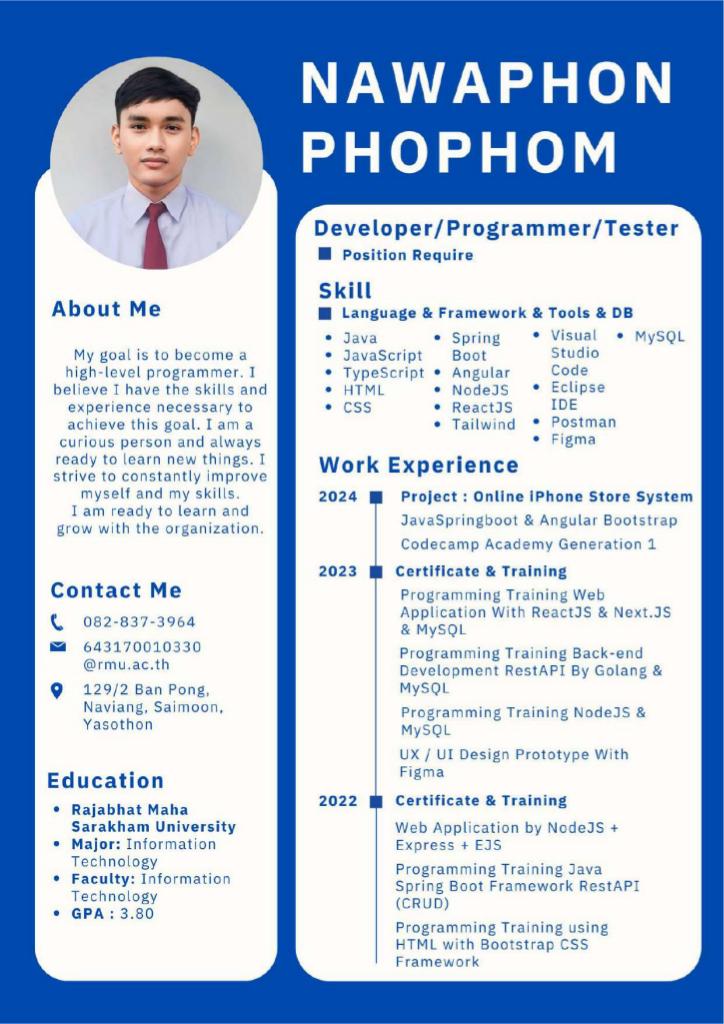 NAWAPHON
PHOPHOM
About Me
My goal is to become a
high-level programmer. I
believe I have the skills and
experience necessary to
achieve this goal. I am a
curious person and always
ready to learn new things. I
strive to constantly improve
myself and my skills.
I am ready to learn and
grow with the organization.
Contact Me
082-837-3964
643170010330
@rmu.ac.th
129/2 Ban Pong,
Naviang, Saimoon,
Yasothon
Education
• Rajabhat Maha
Sarakham University
• Major: Information
Technology
• Faculty: Information
Technology
• GPA : 3.80
Developer/Programmer/Tester
Position Require
Skill
Language & Framework & Tools & DB
• Java
• JavaScript
• TypeScript
• HTML
• CSS
• Spring
Boot
• Angular
• NodeJS
• ReactJS
• Tailwind
• Visual
Studio
Code
• Eclipse
IDE
• Postman
• Figma
• MySQL
Work Experience
2024 Project : Online iPhone Store System
JavaSpringboot & Angular Bootstrap
Codecamp Academy Generation 1
2023 Certificate & Training
Programming Training Web
Application With ReactJS & Next.JS
& MySQL
Programming Training Back-end
Development RestAPI By Golang &
MySQL
Programming Training NodeJS &
MySQL
UX / UI Design Prototype With
Figma
2022 Certificate & Training
Web Application by NodeJS +
Express + EJS
Programming Training Java
Spring Boot Framework RestAPI
(CRUD)
Programming Training using
HTML with Bootstrap CSS
Framework